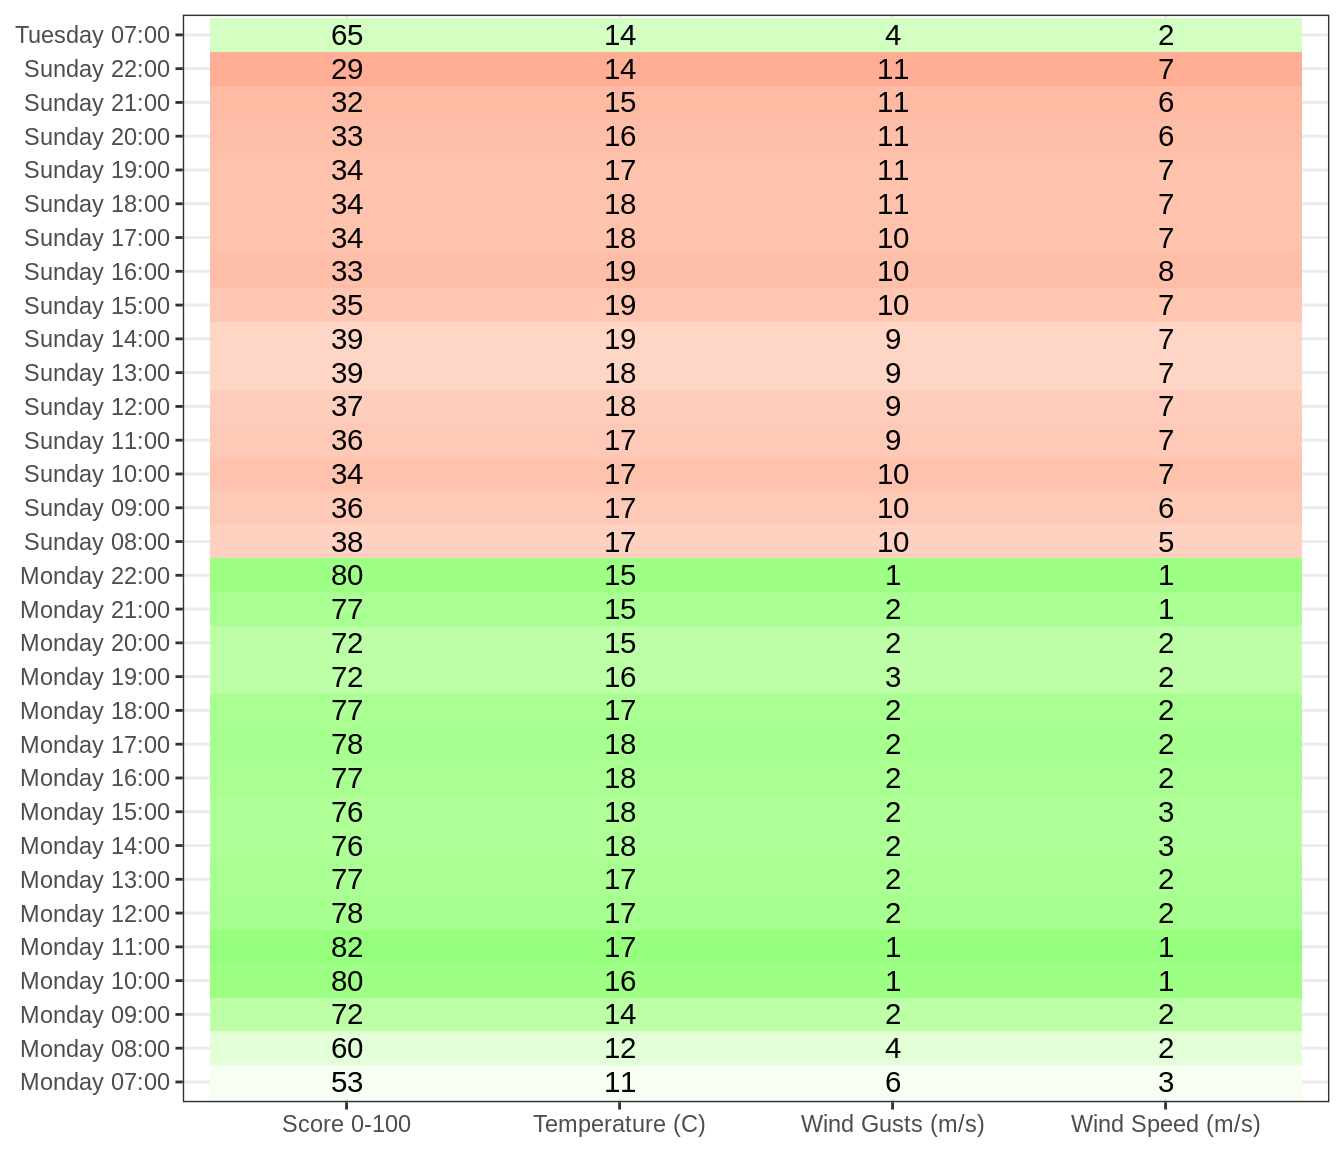 Tuesday 07:00 65 14 4 2
Sunday 22:00 29 14 11 7
Sunday 21:00 32 15 11 6
Sunday 20:00 33 16 11 6
Sunday 19:00 34 17 11 7
Sunday 18:00 34 18 11 7
Sunday 17:00 34 18 10 7
Sunday 16:00 33 19 10 8
Sunday 15:00 35 19 10 7
Sunday 14:00 39 19 9 7
Sunday 13:00 39 18 9 7
Sunday 12:00 37 18 9 7
Sunday 11:00 36 17 9 7
Sunday 10:00 34 17 10 7
Sunday 09:00 36 17 10 6
Sunday 08:00 38 17 10 5
Monday 22:00 80 15 1 1
Monday 21:00 77 15 2 1
Monday 20:00 72 15 2 2
Monday 19:00 72 16 3 2
Monday 18:00 77 17 2 2
Monday 17:00 78 18 2 2
Monday 16:00 77 18 2 2
Monday 15:00 76 18 2 3
Monday 14:00 76 18 2 3
Monday 13:00 77 17 2 2
Monday 12:00 78 17 2 2
Monday 11:00 82 17 1 1
Monday 10:00 80 16 1 1
Monday 09:00 72 14 2 2
Monday 08:00 60 12 4 2
Monday 07:00 53 11 6 3
Score 0-100 Temperature (C) Wind Gusts (m/s) Wind Speed (m/s)